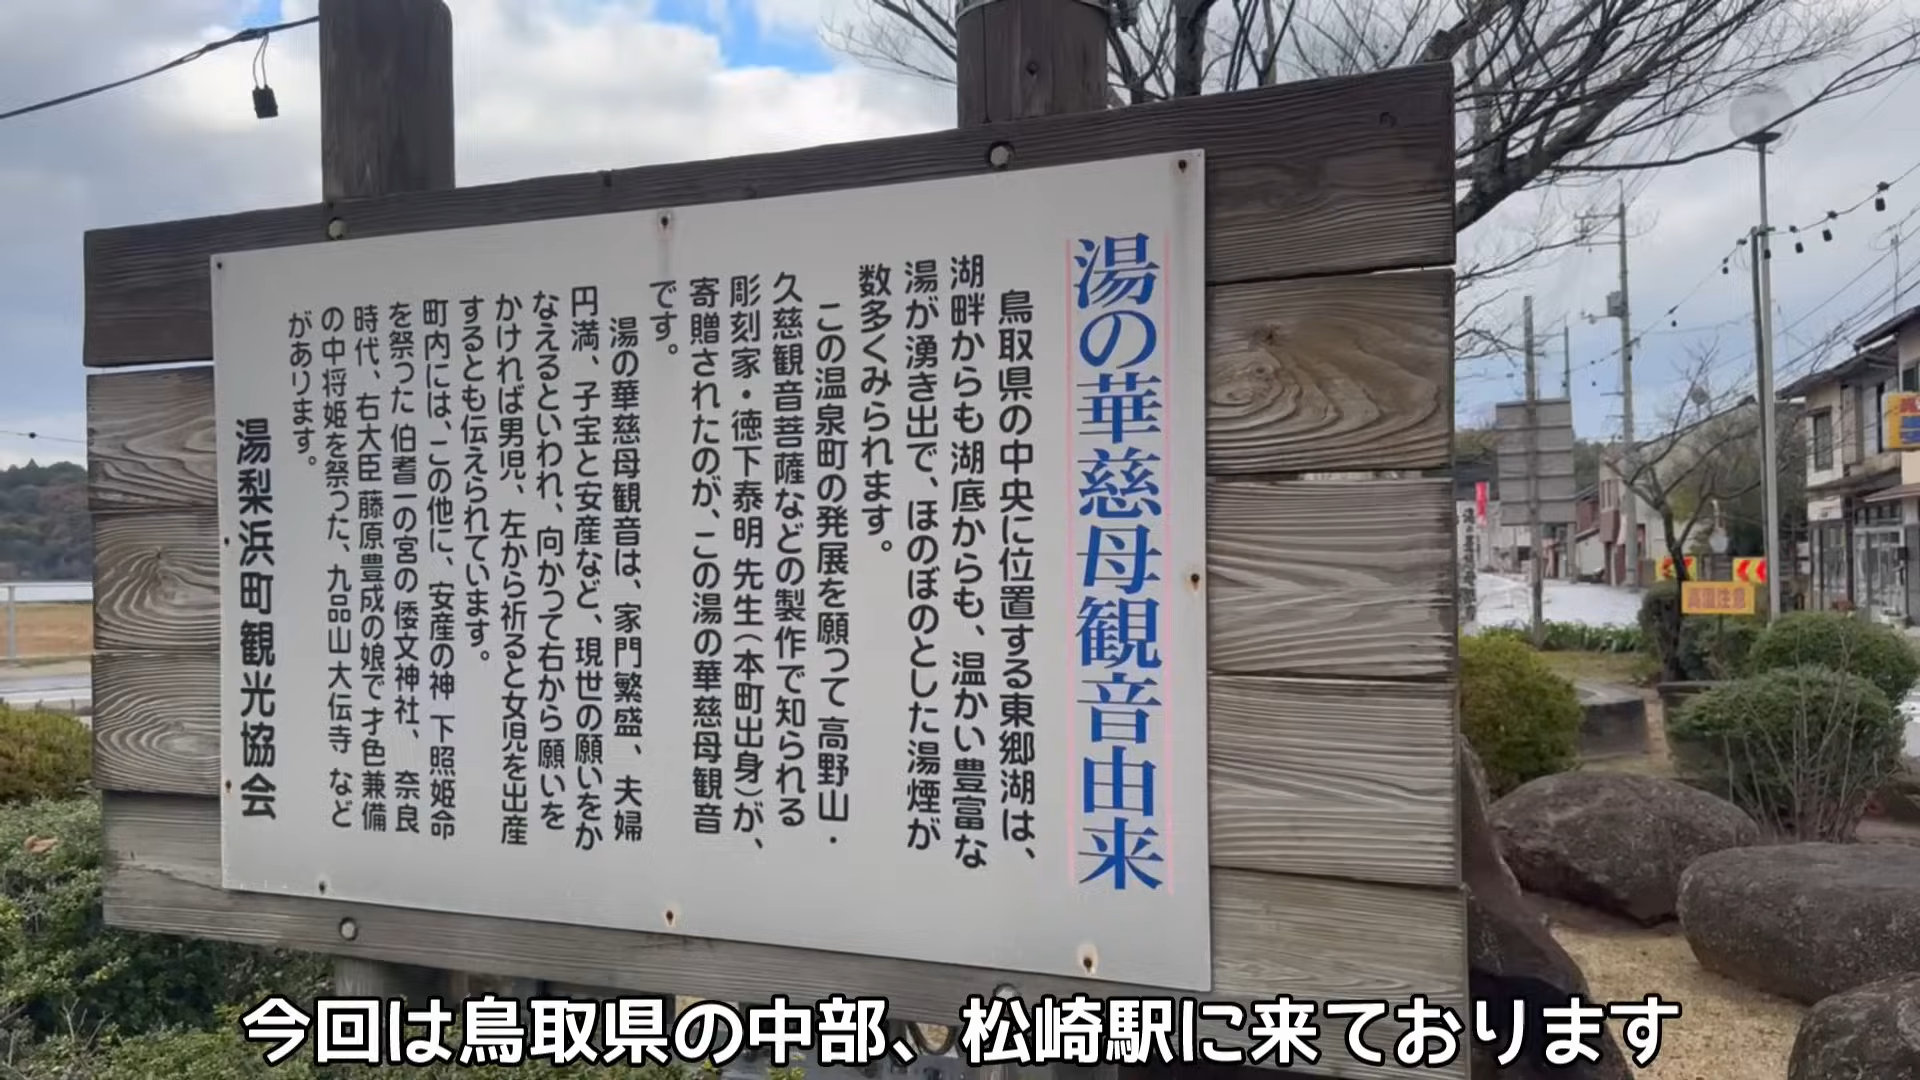 湯の華慈母観音由来
鳥取県の中央に位置する東郷湖は、
湖畔からも湖底からも、温かい豊富な
湯が湧き出で、ほのぼのとした湯煙が
数多くみられます。
この温泉町の発展を願って高野山・
久慈観音菩薩などの製作で知られる
彫刻家・徳下泰明先生(本町出身)が、
寄贈されたのが、この湯の華慈母観音
です。
湯の華慈母観音は、家門繁盛、夫婦
円満、子宝と安産など、現世の願いをか
なえるといわれ、向かって右から願いを
かければ男児、左から祈ると女児を出産
するとも伝えられています。
町内には、この他に、安産の神 下照姫命
を祭った伯耆一の宮の倭文神社、奈良
時代、右大臣藤原豊成の娘で才色兼備
の中将姫を祭った、九品山大伝寺 など
があります。
湯梨浜町観光協会
高温注意
今回は鳥取県の中部、松崎駅に来ております